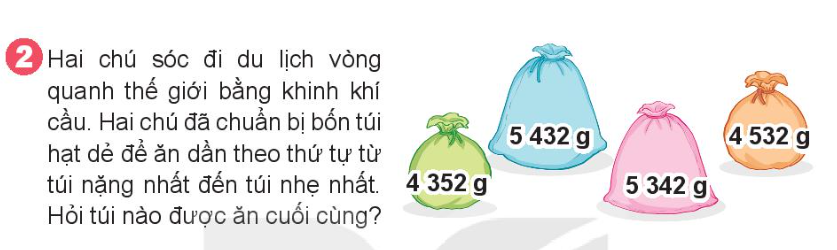 2 Hai chú sóc đi du lịch vòng
quanh thế giới bằng khinh khí
cầu. Hai chú đã chuẩn bị bốn túi
hạt dẻ để ăn dần theo thứ tự từ
túi nặng nhất đến túi nhẹ nhất.
Hỏi túi nào được ăn cuối cùng?
4 352 g
5 432 g
5 342 g
4 532 g